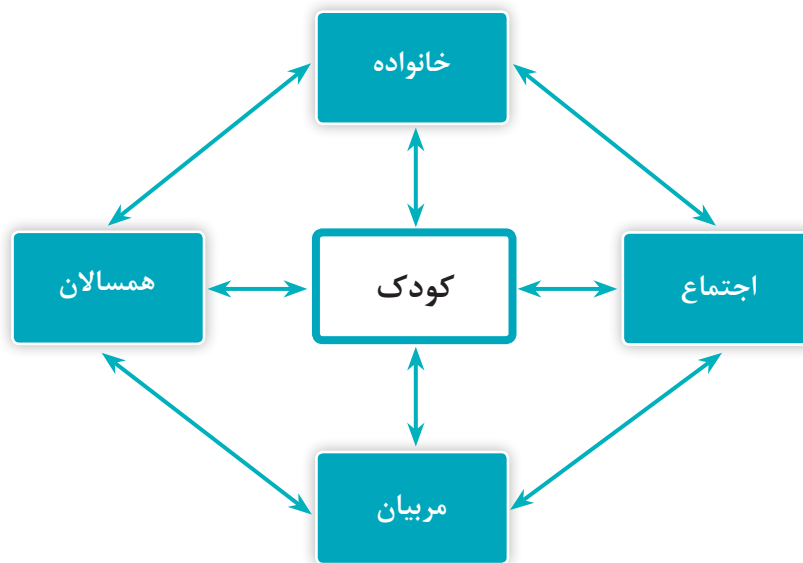 خانواده
اجتماع
کودک
همسالان
مربیان